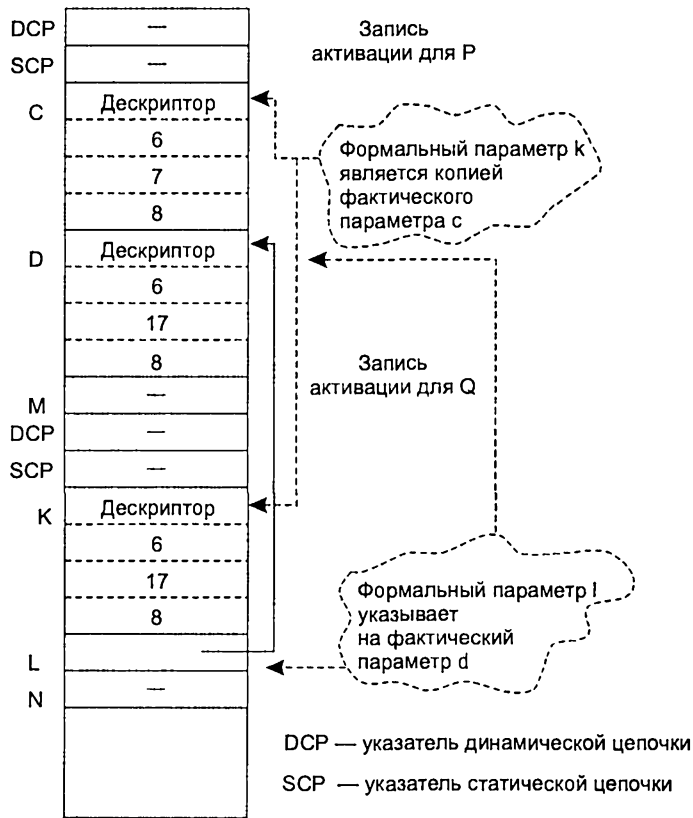 DCP —
Запись
активации для P
SCP —
C Дескриптор
6
7
8
Формальный параметр k
является копией
фактического
параметра c
D Дескриптор
6
17
8
Запись
активации для Q
M —
DCP —
SCP —
K Дескриптор
6
17
8
Формальный параметр l
указывает
на фактический
параметр d
L
N —
DCP — указатель динамической цепочки
SCP — указатель статической цепочки